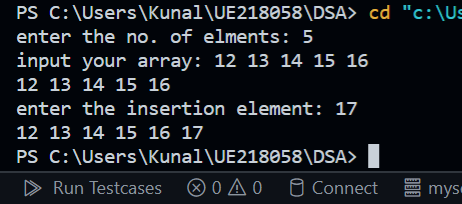 PS C:\Users\Kunal\UE218058\DSA> cd "c:\Us
enter the no. of elments: 5
input your array: 12 13 14 15 16
12 13 14 15 16
enter the insertion element: 17
12 13 14 15 16 17
PS C:\Users\Kunal\UE218058\DSA>
Run Testcases 0 0 Connect mys